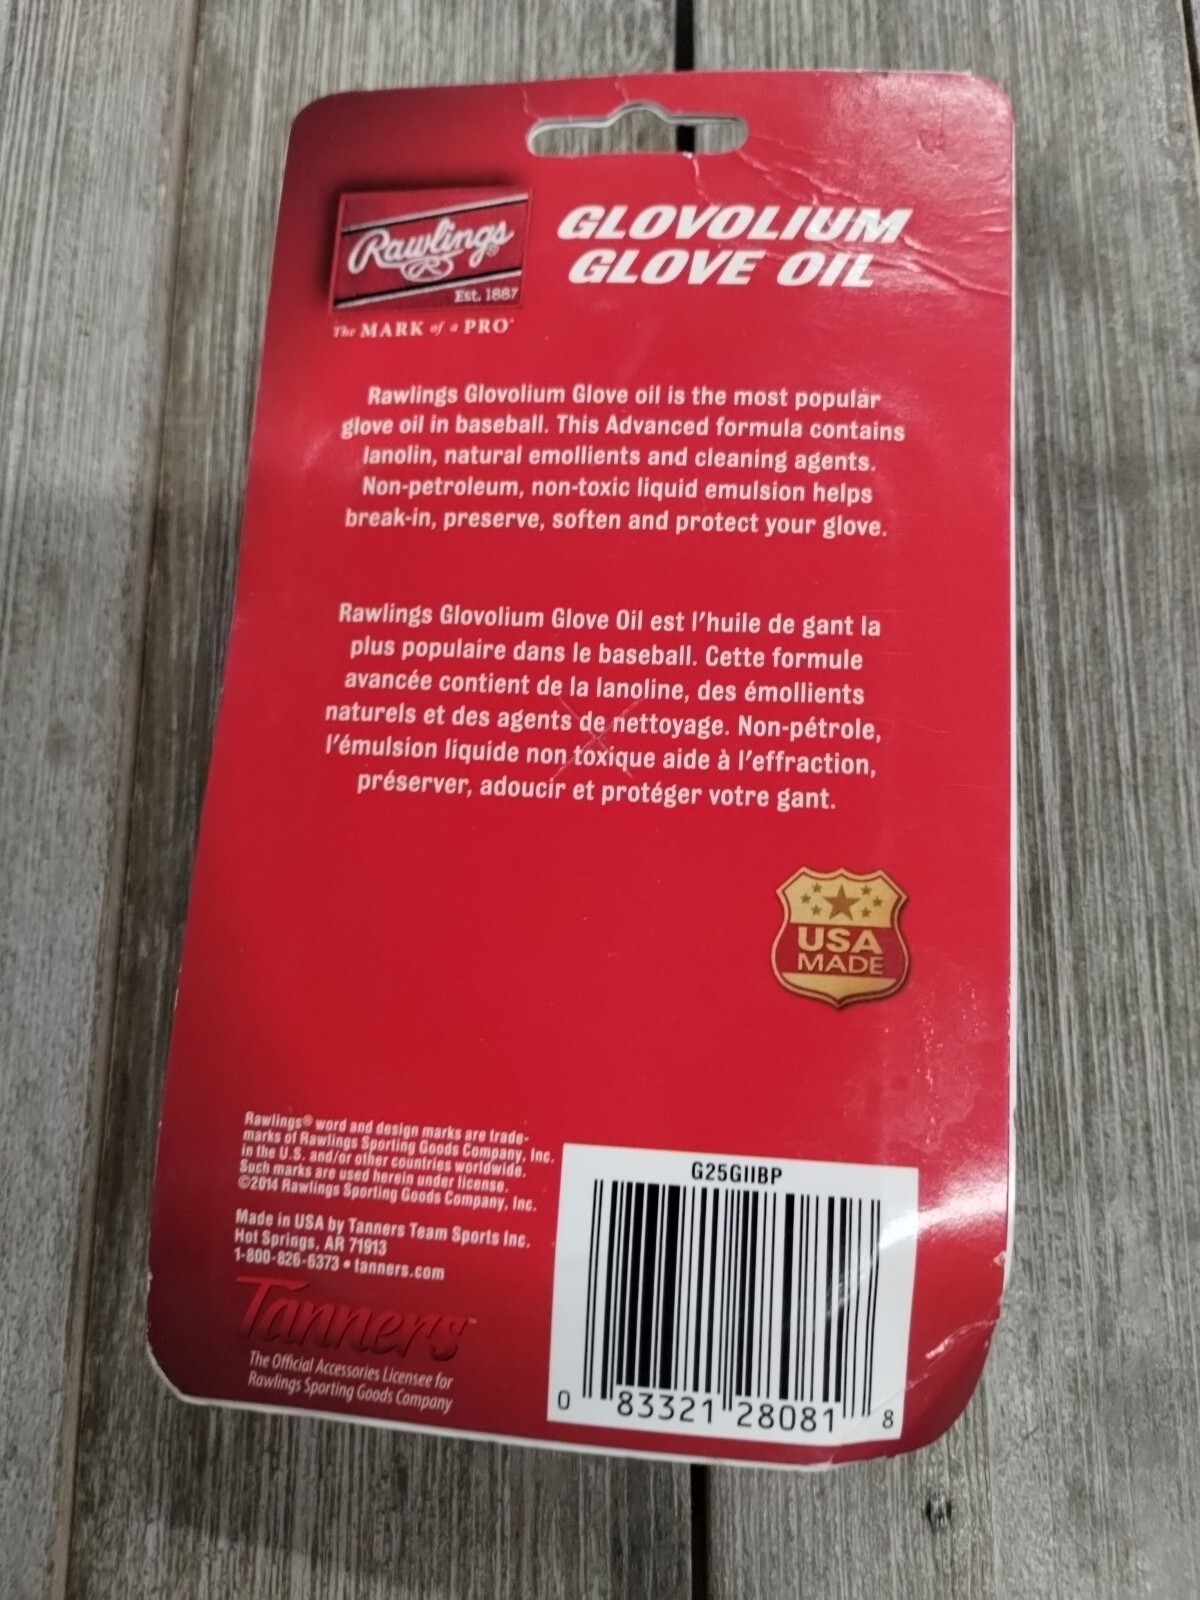 Rawlings®
Est. 1887
The MARK of a PRO®
GLOVOLIUM
GLOVE OIL
Rawlings Glovolium Glove oil is the most popular
glove oil in baseball. This Advanced formula contains
lanolin, natural emollients and cleaning agents.
Non-petroleum, non-toxic liquid emulsion helps
break-in, preserve, soften and protect your glove.
Rawlings Glovolium Glove Oil est l'huile de gant la
plus populaire dans le baseball. Cette formule
avancée contient de la lanoline, des émollients
naturels et des agents de nettoyage. Non-pétrole,
l'émulsion liquide non toxique aide à l'effraction,
préserver, adoucir et protéger votre gant.
USA
MADE
Rawlings® word and design marks are trade-
marks of Rawlings Sporting Goods Company, Inc.
in the U.S. and/or other countries worldwide.
Such marks are used herein under license.
©2014 Rawlings Sporting Goods Company, Inc.
Made in USA by Tanners Team Sports Inc.
Hot Springs, AR 71913
1-800-826-6373 • tanners.com
Tanners™
The Official Accessories Licensee for
Rawlings Sporting Goods Company
G25GIIBP
0 83321 28081 8